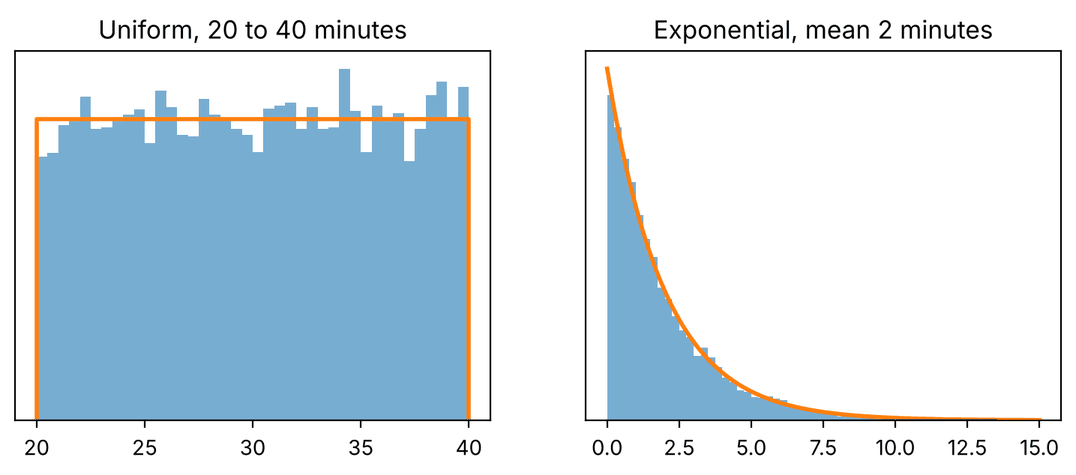 Uniform, 20 to 40 minutes
20 25 30 35 40
Exponential, mean 2 minutes
0.0 2.5 5.0 7.5 10.0 12.5 15.0